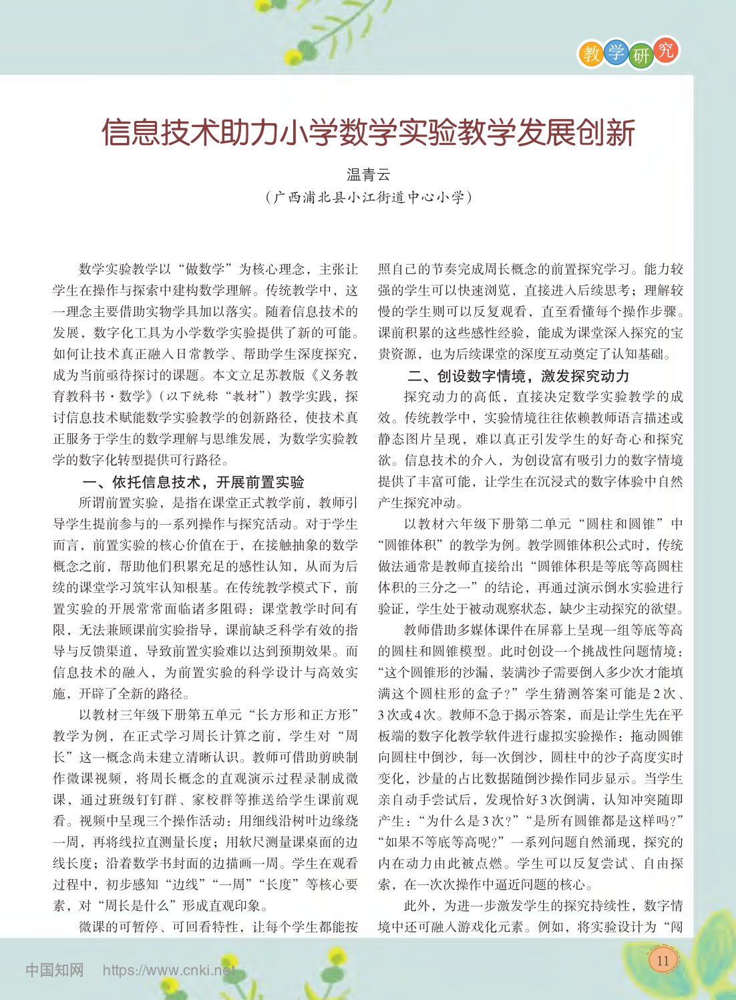 教学研究
信息技术助力小学数学实验教学发展创新
温青云
（广西浦北县小江街道中心小学）
数学实验教学以“做数学”为核心理念，主张让
学生在操作与探索中建构数学理解。传统教学中，这
一理念主要借助实物学具加以落实。随着信息技术的
发展，数字化工具为小学数学实验提供了新的可能。
如何让技术真正融入日常教学、帮助学生深度探究，
成为当前亟待探讨的课题。本文立足苏教版《义务教
育教科书·数学》（以下统称“教材”）教学实践，探
讨信息技术赋能数学实验教学的创新路径，使技术真
正服务于学生的数学理解与思维发展，为数学实验教
学的数字化转型提供可行路径。
一、依托信息技术，开展前置实验
所谓前置实验，是指在课堂正式教学前，教师引
导学生提前参与的一系列操作与探究活动。对于学生
而言，前置实验的核心价值在于，在接触抽象的数学
概念之前，帮助他们积累充足的感性认知，从而为后
续的课堂学习筑牢认知根基。在传统教学模式下，前
置实验的开展常常面临诸多阻碍：课堂教学时间有
限，无法兼顾课前实验指导，课前缺乏科学有效的指
导与反馈渠道，导致前置实验难以达到预期效果。而
信息技术的融入，为前置实验的科学设计与高效实
施，开辟了全新的路径。
以教材三年级下册第五单元“长方形和正方形”
教学为例，在正式学习周长计算之前，学生对“周
长”这一概念尚未建立清晰认识。教师可借助剪映制
作微课视频，将周长概念的直观演示过程录制成微
课，通过班级钉钉群、家校群等推送给学生课前观
看。视频中呈现三个操作活动：用细线沿树叶边缘绕
一周，再将线拉直测量长度；用软尺测量课桌面的边
线长度；沿着数学书封面的边描画一周。学生在观看
过程中，初步感知“边线”“一周”“长度”等核心要
素，对“周长是什么”形成直观印象。
微课的可暂停、可回看特性，让每个学生都能按
照自己的节奏完成周长概念的前置探究学习。能力较
强的学生可以快速浏览，直接进入后续思考；理解较
慢的学生则可以反复观看，直至看懂每个操作步骤。
课前积累的这些感性经验，能成为课堂深入探究的宝
贵资源，也为后续课堂的深度互动奠定了认知基础。
二、创设数字情境，激发探究动力
探究动力的高低，直接决定数学实验教学的成
效。传统教学中，实验情境往往依赖教师语言描述或
静态图片呈现，难以真正引发学生的好奇心和探究
欲。信息技术的介入，为创设富有吸引力的数字情境
提供了丰富可能，让学生在沉浸式的数字体验中自然
产生探究冲动。
以教材六年级下册第二单元“圆柱和圆锥”中
“圆锥体积”的教学为例。教学圆锥体积公式时，传统
做法通常是教师直接给出“圆锥体积是等底等高圆柱
体积的三分之一”的结论，再通过演示倒水实验进行
验证，学生处于被动观察状态，缺少主动探究的欲望。
教师借助多媒体课件在屏幕上呈现一组等底等高
的圆柱和圆锥模型。此时创设一个挑战性问题情境：
“这个圆锥形的沙漏，装满沙子需要倒入多少次才能填
满这个圆柱形的盒子？”学生猜测答案可能是2次、
3次或4次。教师不急于揭示答案，而是让学生先在平
板端的数字化教学软件进行虚拟实验操作：拖动圆锥
向圆柱中倒沙，每一次倒沙，圆柱中的沙子高度实时
变化，沙量的占比数据随倒沙操作同步显示。当学生
亲自动手尝试后，发现恰好3次倒满，认知冲突随即
产生：“为什么是3次？”“是所有圆锥都是这样吗？”
“如果不等底等高呢？”一系列问题自然涌现，探究的
内在动力由此被点燃。学生可以反复尝试、自由探
索，在一次次操作中逼近问题的核心。
此外，为进一步激发学生的探究持续性，数字情
境中还可融入游戏化元素。例如，将实验设计为“闯
11
中国知网 https://www.cnki.net